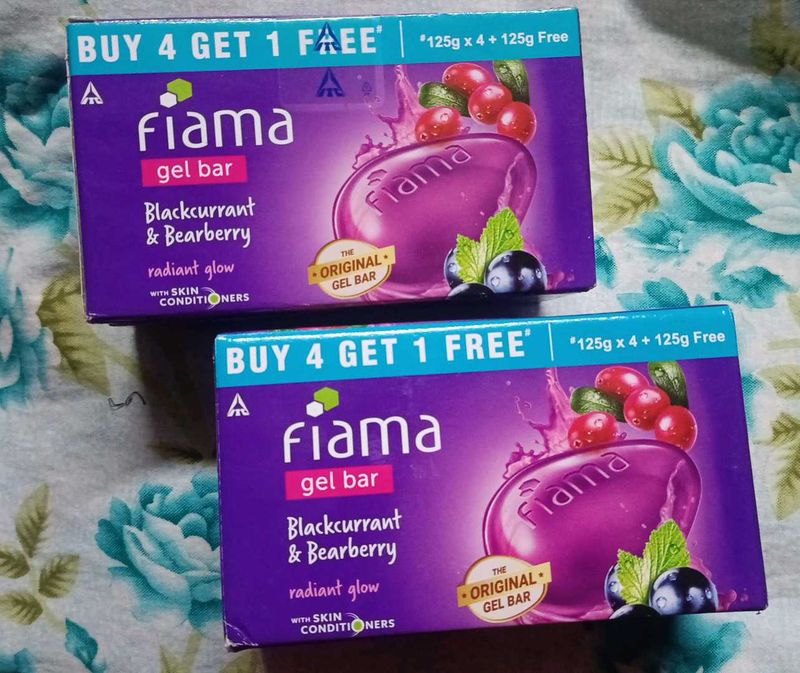 BUY 4 GET 1 FREE#
#125g x 4 + 125g Free
fiama
gel bar
Blackcurrant
& Bearberry
radiant glow
WITH SKIN
CONDITIONERS
fiama
THE
ORIGINAL
GEL BAR
BUY 4 GET 1 FREE#
#125g x 4 + 125g Free
fiama
gel bar
Blackcurrant
& Bearberry
radiant glow
WITH SKIN
CONDITIONERS
fiama
THE
ORIGINAL
GEL BAR